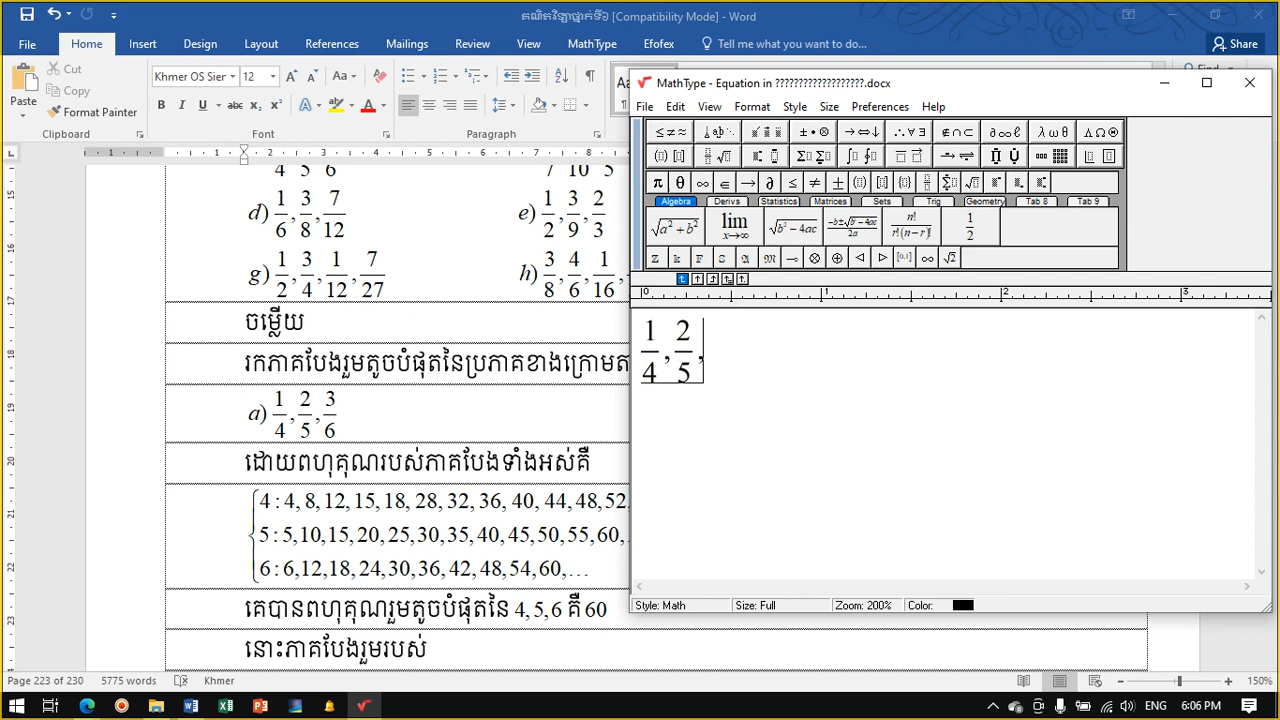 គណិតវិទ្យាថ្នាក់ទី៦ [Compatibility Mode] - Word
File Home Insert Design Layout References Mailings Review View MathType Efofex Tell me what you want to do... Share
Paste Cut Copy Format Painter
Khmer OS Sier 12
Clipboard Font Paragraph
4 5 6
7 10 5
d) 1/6, 3/8, 7/12
e) 1/2, 3/9, 2/3
g) 1/2, 3/4, 1/12, 7/27
h) 3/8, 4/6, 1/16,
ចម្លើយ
រកភាគបែងរួមតូចបំផុតនៃប្រភាគខាងក្រោម
a) 1/4, 2/5, 3/6
ដោយពហុគុណរបស់ភាគបែងទាំងអស់គឺ
4 : 4, 8, 12, 15, 18, 28, 32, 36, 40, 44, 48, 52,
5 : 5,10,15,20,25,30,35,40,45,50,55,60,
6 : 6,12,18,24,30,36,42,48,54,60,…
គេបានពហុគុណរួមតូចបំផុតនៃ 4,5,6 គឺ 60
នោះភាគបែងរួមរបស់
MathType - Equation in ???????????????????.docx
File Edit View Format Style Size Preferences Help
Algebra Derivs Statistics Matrices Sets Trig Geometry Tab 8 Tab 9
1/4, 2/5,
Style: Math Size: Full Zoom: 200% Color:
Page 223 of 230 5775 words Khmer 150%
ENG 6:06 PM